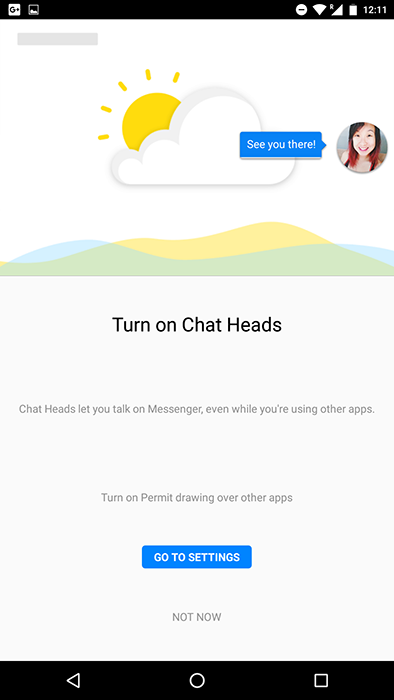 G+
R
12:11
See you there!
Turn on Chat Heads
Chat Heads let you talk on Messenger, even while you're using other apps.
Turn on Permit drawing over other apps
GO TO SETTINGS
NOT NOW